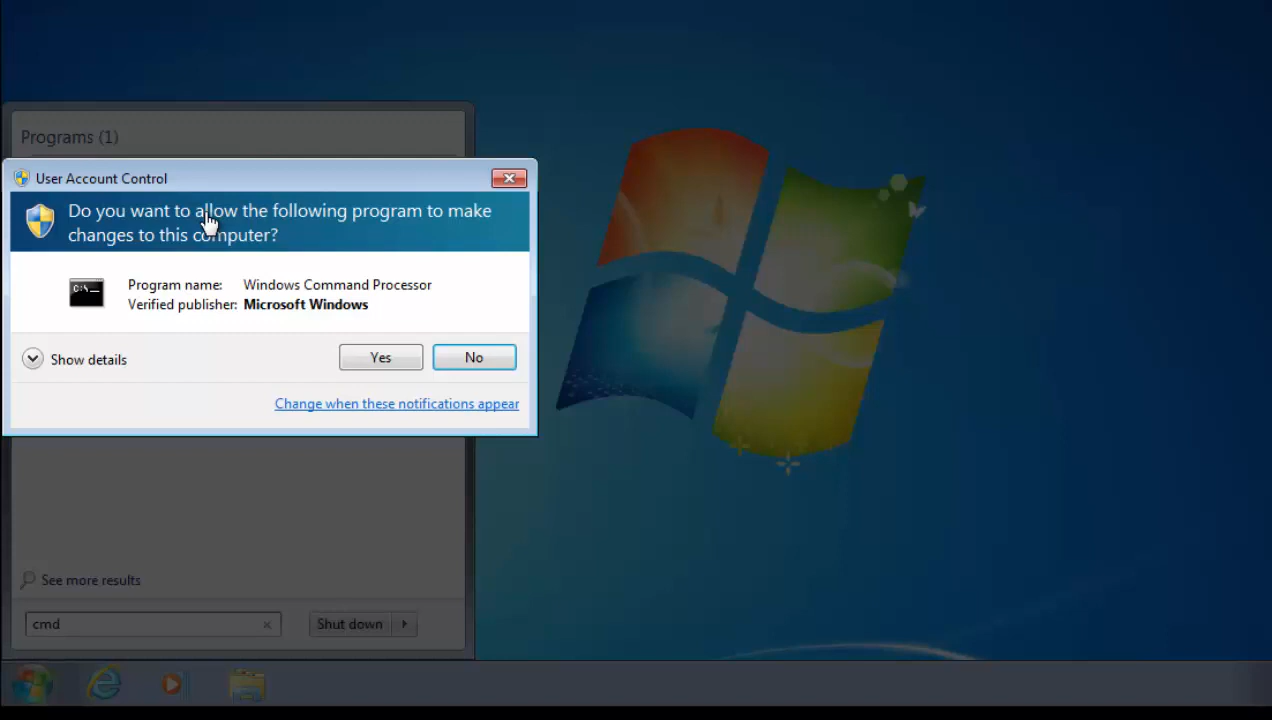 Programs (1)
User Account Control
Do you want to allow the following program to make
changes to this computer?
C:\_
Program name: Windows Command Processor
Verified publisher: Microsoft Windows
Show details
Yes
No
Change when these notifications appear
See more results
cmd
Shut down